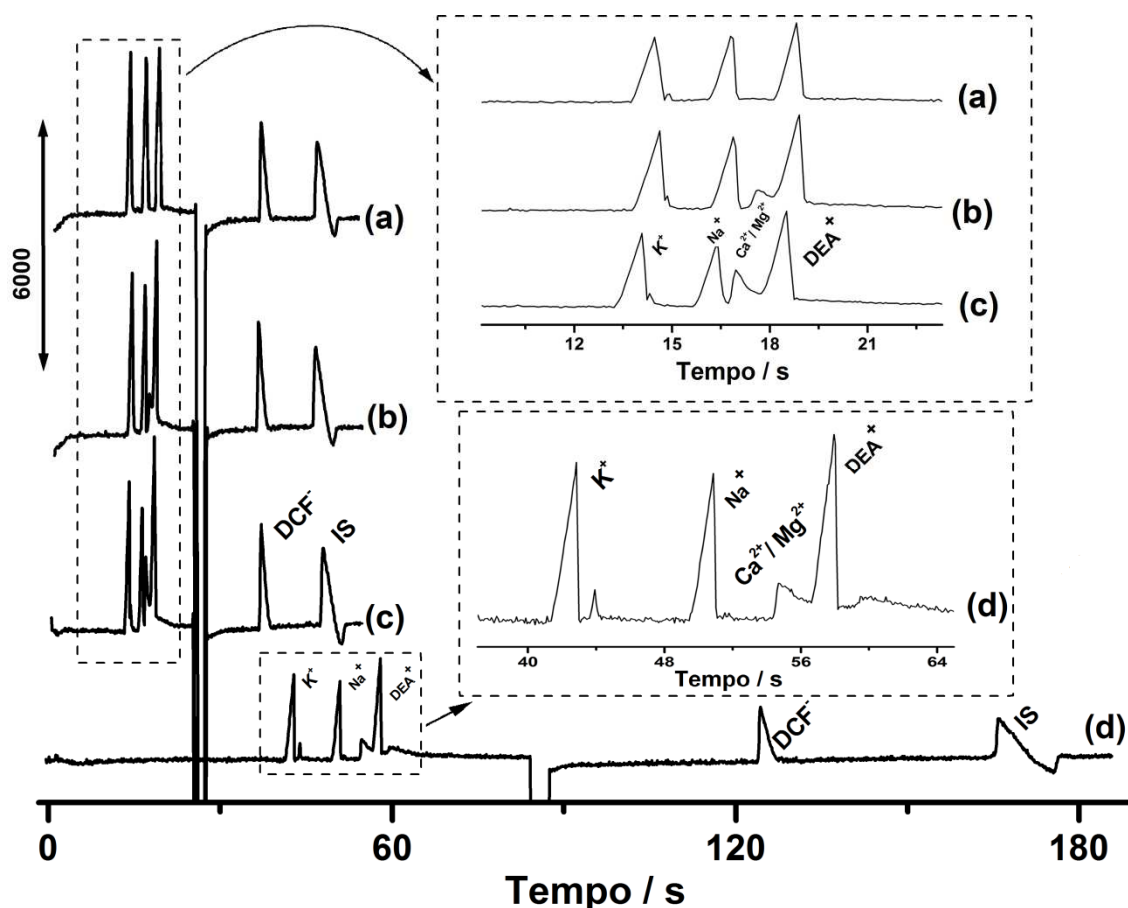 6000
(a)
(b)
(c)
DCF⁻
IS
(a)
(b)
(c)
K⁺
Na⁺
Ca²⁺/Mg²⁺
DEA⁺
12 15 18 21
Tempo / s
K⁺
Na⁺
Ca²⁺/Mg²⁺
DEA⁺
(d)
40 48 56 64
Tempo / s
K⁺
Na⁺
DEA⁺
DCF⁻
IS
(d)
0 60 120 180
Tempo / s